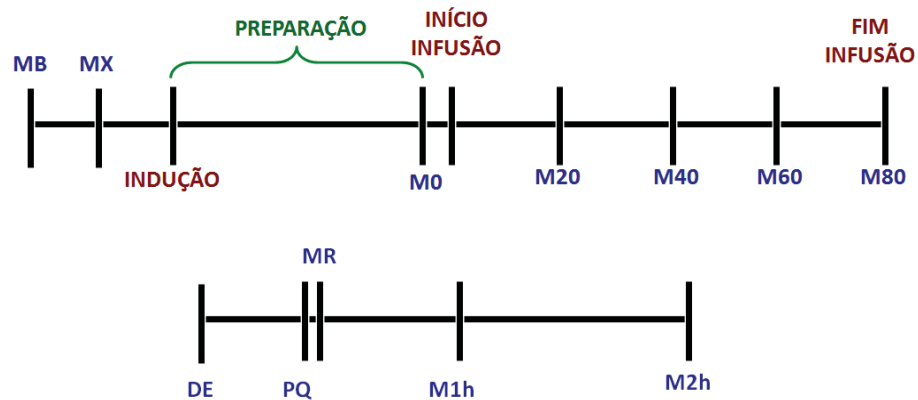 PREPARAÇÃO
INÍCIO
INFUSÃO
FIM
INFUSÃO
MB
MX
INDUÇÃO
M0
M20
M40
M60
M80
MR
DE
PQ
M1h
M2h